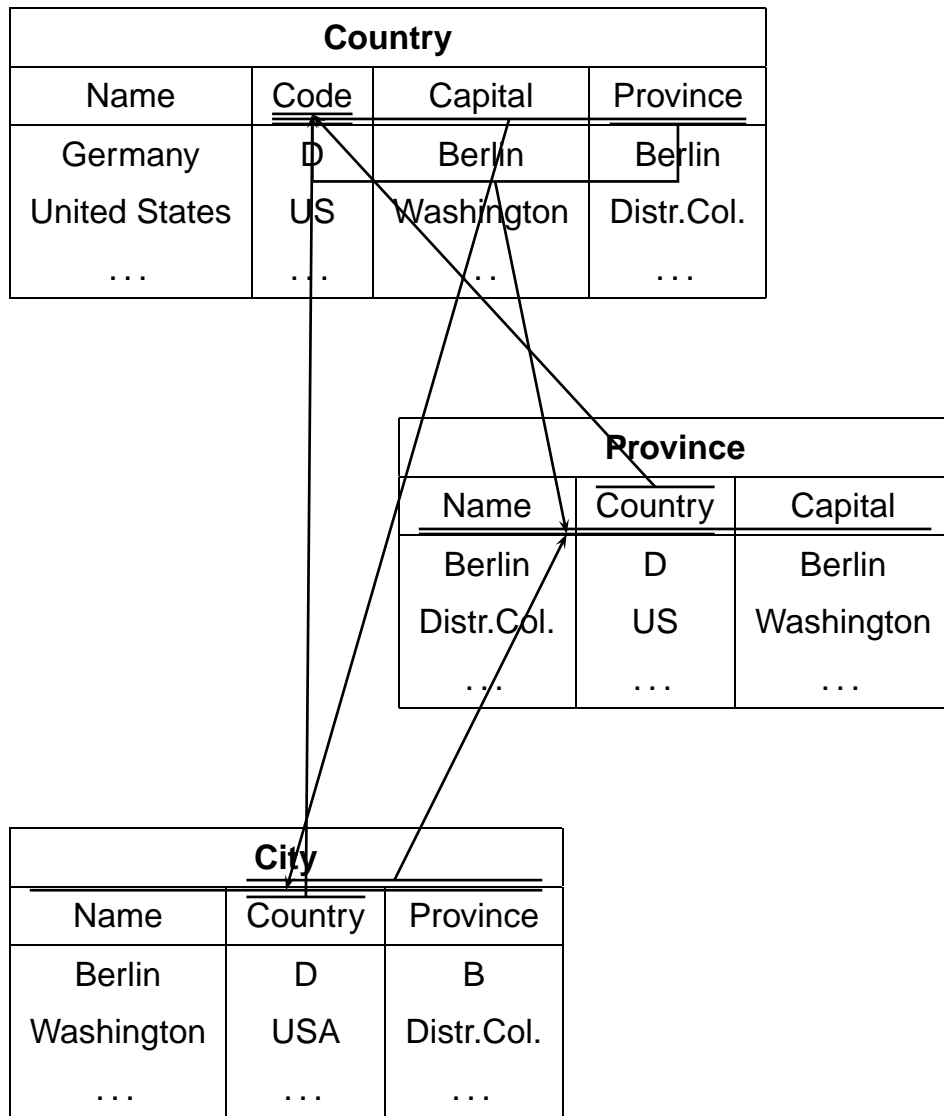 Country
Name Code Capital Province
Germany D Berlin Berlin
United States US Washington Distr.Col.
. . . . . . . . . . . .
Province
Name Country Capital
Berlin D Berlin
Distr.Col. US Washington
. . . . . . . . .
City
Name Country Province
Berlin D B
Washington USA Distr.Col.
. . . . . . . . .